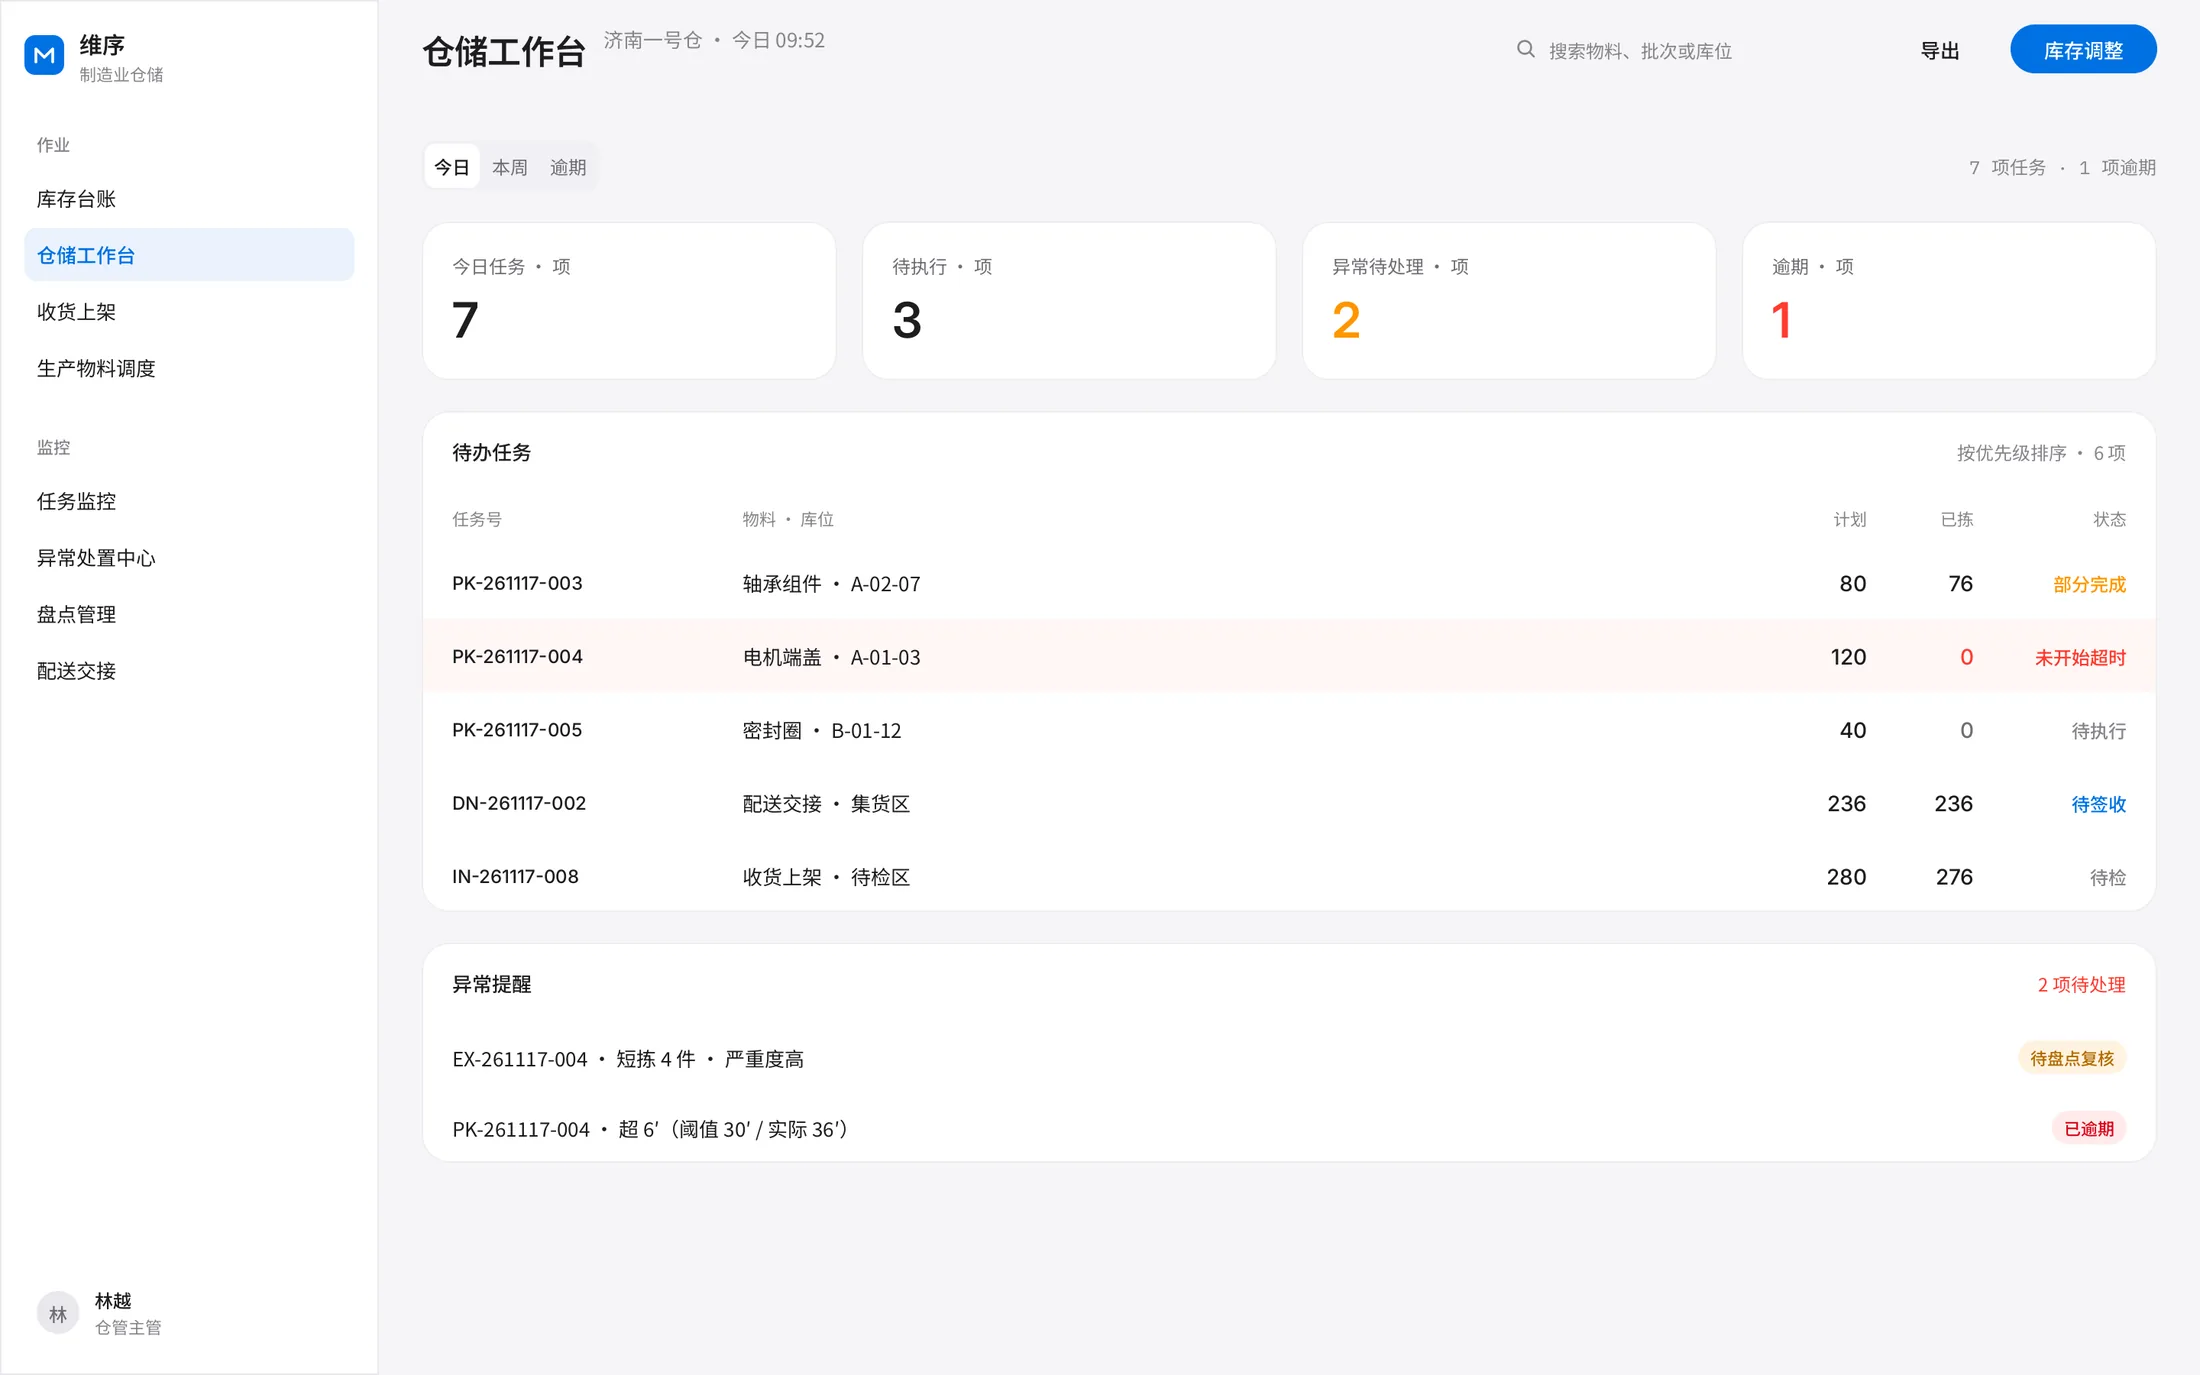 维序
制造业仓储
作业
库存台账
仓储工作台
收货上架
生产物料调度
监控
任务监控
异常处置中心
盘点管理
配送交接
林 林越
仓管主管
仓储工作台 济南一号仓 · 今日 09:52
搜索物料、批次或库位
导出
库存调整
今日 本周 逾期
7 项任务 · 1 项逾期
今日任务 · 项
7
待执行 · 项
3
异常待处理 · 项
2
逾期 · 项
1
待办任务 按优先级排序 · 6 项
任务号 物料 · 库位 计划 已拣 状态
PK-261117-003 轴承组件 · A-02-07 80 76 部分完成
PK-261117-004 电机端盖 · A-01-03 120 0 未开始超时
PK-261117-005 密封圈 · B-01-12 40 0 待执行
DN-261117-002 配送交接 · 集货区 236 236 待签收
IN-261117-008 收货上架 · 待检区 280 276 待检
异常提醒 2 项待处理
EX-261117-004 · 短拣 4 件 · 严重度高 待盘点复核
PK-261117-004 · 超 6′（阈值 30′ / 实际 36′） 已逾期